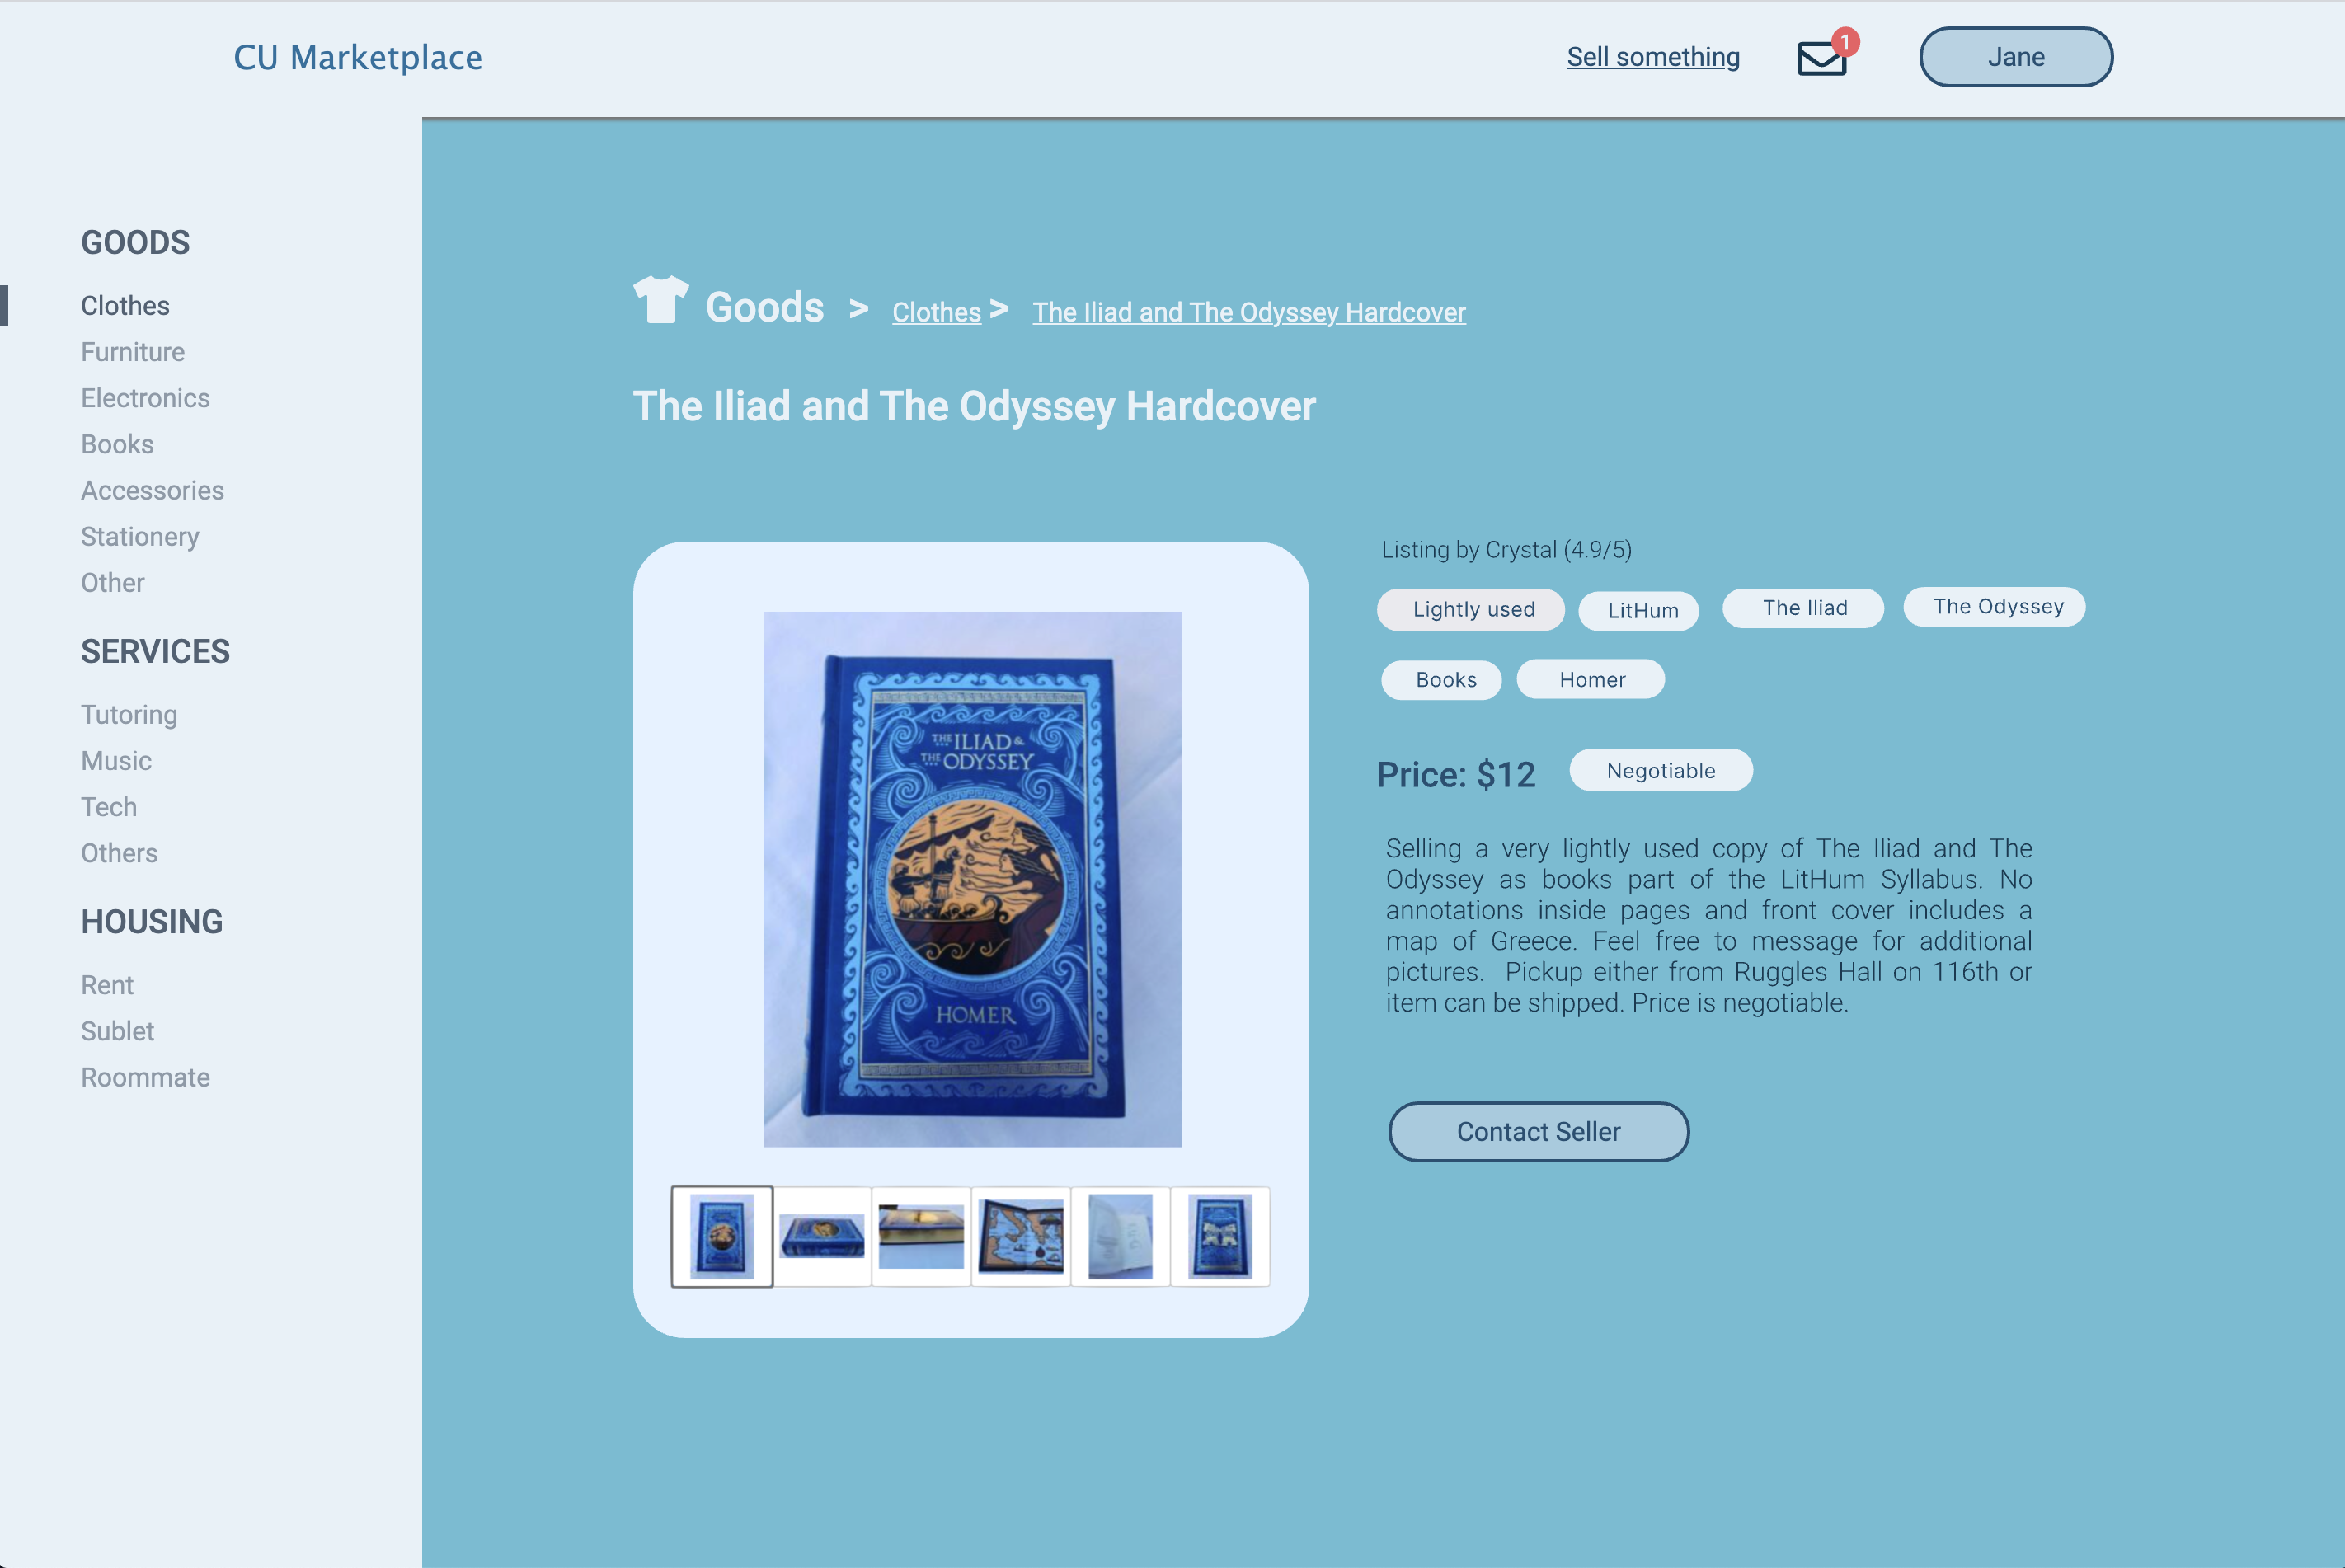 CU Marketplace
Sell something
1
Jane
GOODS
Clothes
Furniture
Electronics
Books
Accessories
Stationery
Other
SERVICES
Tutoring
Music
Tech
Others
HOUSING
Rent
Sublet
Roommate
Goods > Clothes > The Iliad and The Odyssey Hardcover
The Iliad and The Odyssey Hardcover
THE ILIAD &
THE ODYSSEY
HOMER
Listing by Crystal (4.9/5)
Lightly used LitHum The Iliad The Odyssey
Books Homer
Price: $12 Negotiable
Selling a very lightly used copy of The Iliad and The
Odyssey as books part of the LitHum Syllabus. No
annotations inside pages and front cover includes a
map of Greece. Feel free to message for additional
pictures. Pickup either from Ruggles Hall on 116th or
item can be shipped. Price is negotiable.
Contact Seller